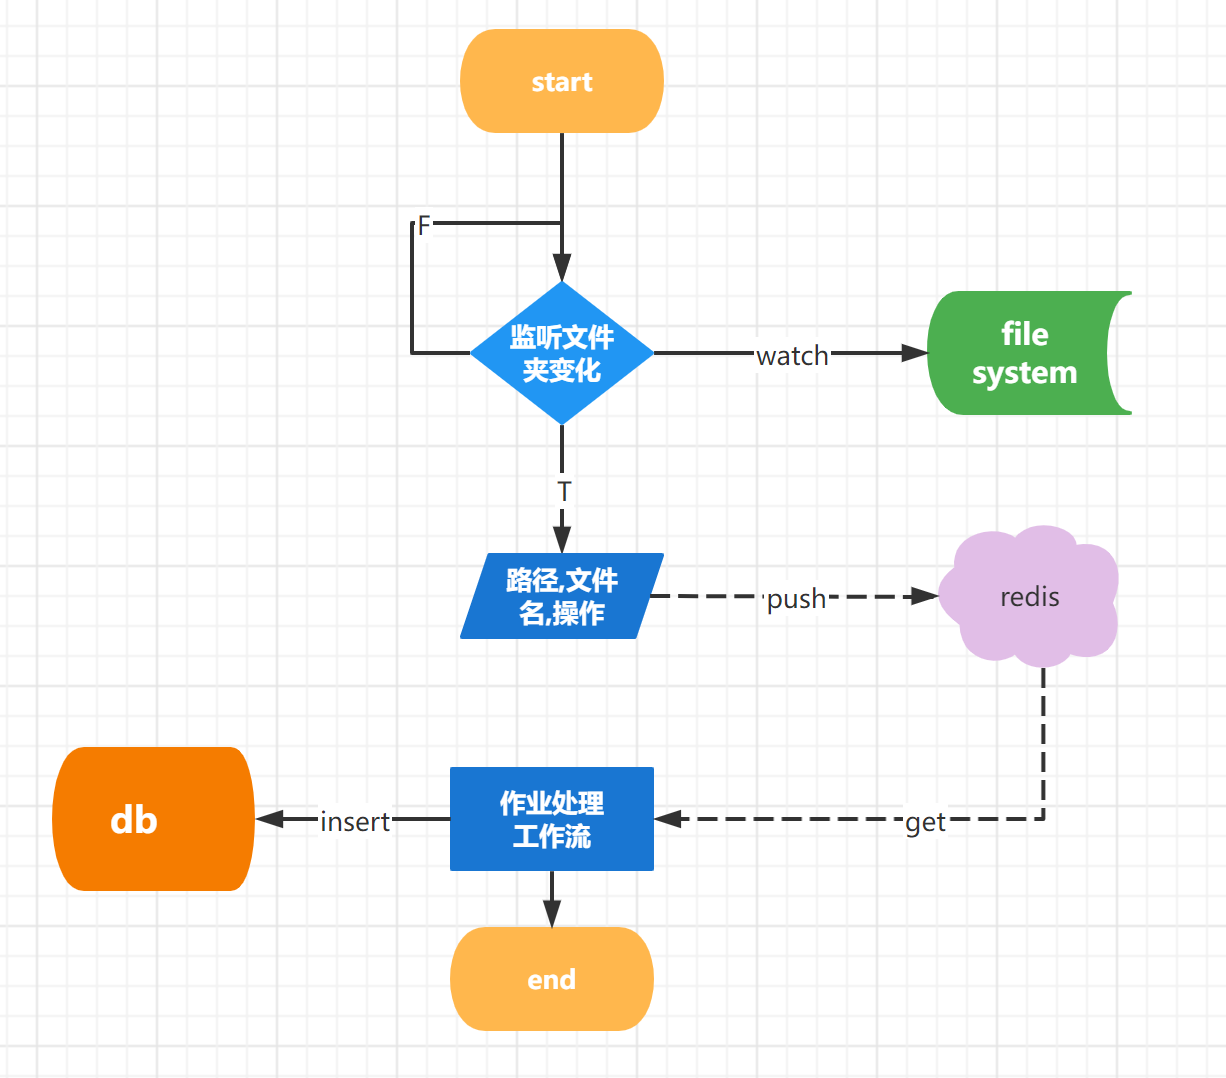 start
F
监听文件
夹变化
watch
file
system
T
路径,文件
名,操作
push
redis
db
insert
作业处理
工作流
get
end